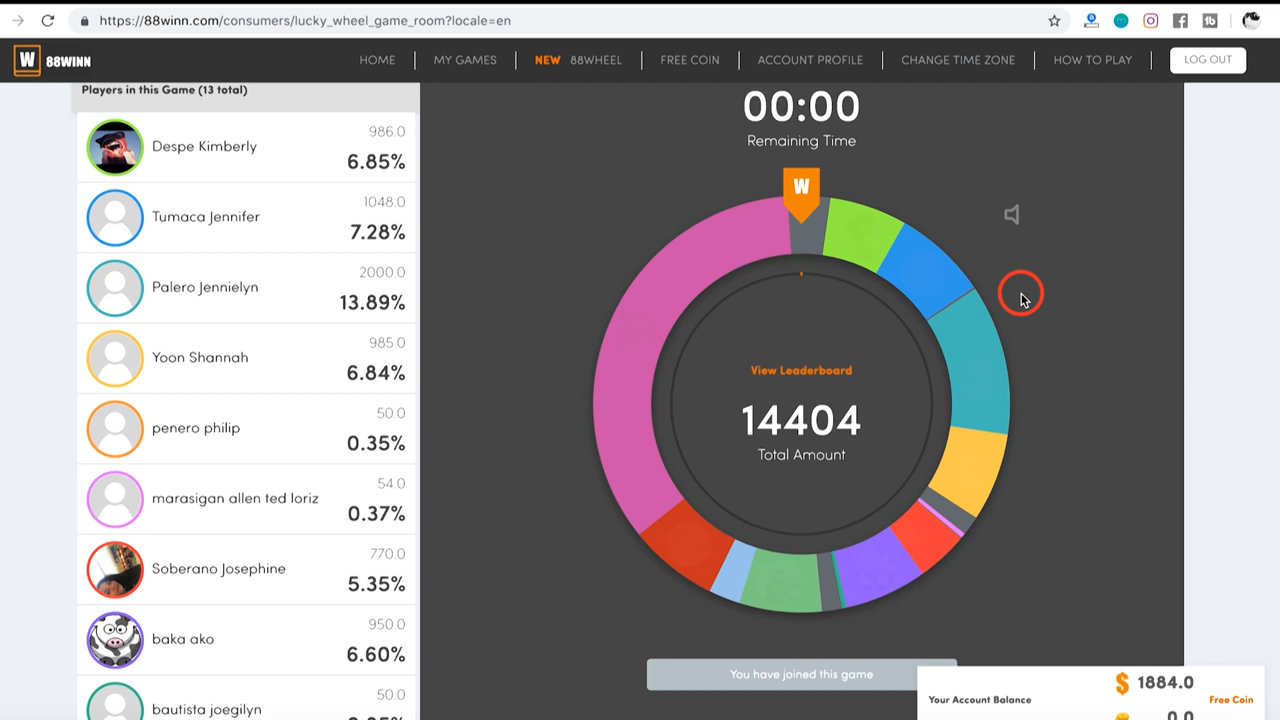 https://88winn.com/consumers/lucky_wheel_game_room?locale=en
W 88WINN
HOME
MY GAMES
NEW 88WHEEL
FREE COIN
ACCOUNT PROFILE
CHANGE TIME ZONE
HOW TO PLAY
LOG OUT
Players in this Game (13 total)
986.0
Despe Kimberly
6.85%
1048.0
Tumaca Jennifer
7.28%
2000.0
Palero Jennielyn
13.89%
985.0
Yoon Shannah
6.84%
50.0
penero philip
0.35%
54.0
marasigan allen ted loriz
0.37%
770.0
Soberano Josephine
5.35%
950.0
baka ako
6.60%
50.0
bautista joegilyn
00:00
Remaining Time
W
View Leaderboard
14404
Total Amount
You have joined this game
$ 1884.0
Your Account Balance
Free Coin
0.0